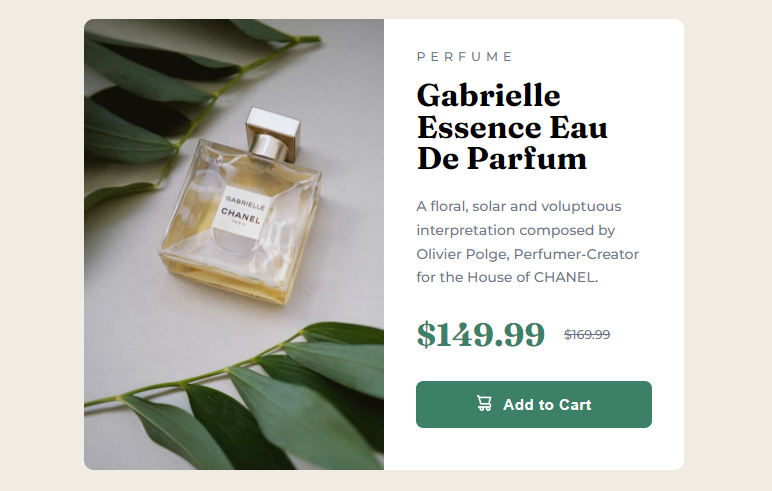 GABRIELLE
CHANEL
PARIS
PERFUME
Gabrielle
Essence Eau
De Parfum
A floral, solar and voluptuous
interpretation composed by
Olivier Polge, Perfumer-Creator
for the House of CHANEL.
$149.99 $169.99
Add to Cart